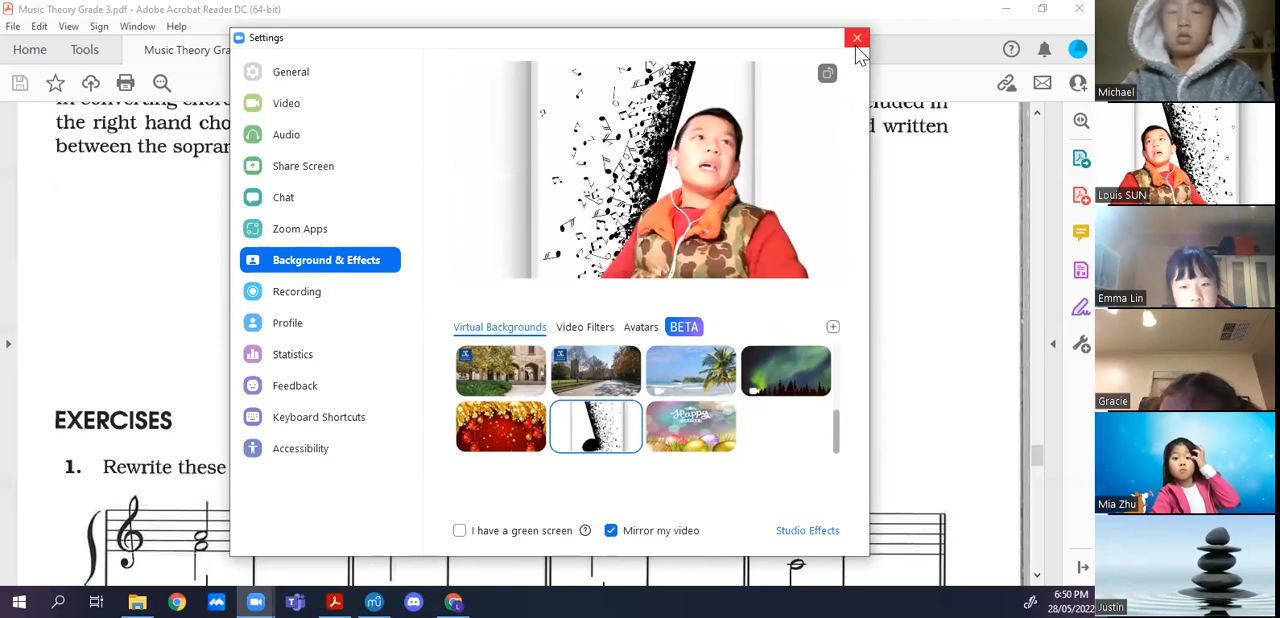 Music Theory Grade 3.pdf - Adobe Acrobat Reader DC (64-bit)
File Edit View Sign Window Help
Home Tools Music Theory Gra
the right hand cho
between the sopran
cluded in
d written
EXERCISES
1. Rewrite these
Settings
General
Video
Audio
Share Screen
Chat
Zoom Apps
Background & Effects
Recording
Profile
Statistics
Feedback
Keyboard Shortcuts
Accessibility
Virtual Backgrounds Video Filters Avatars BETA
Happy
I have a green screen Mirror my video Studio Effects
Michael
Louis SUN
Emma Lin
Gracie
Mia Zhu
Justin
6:50 PM
28/05/2022